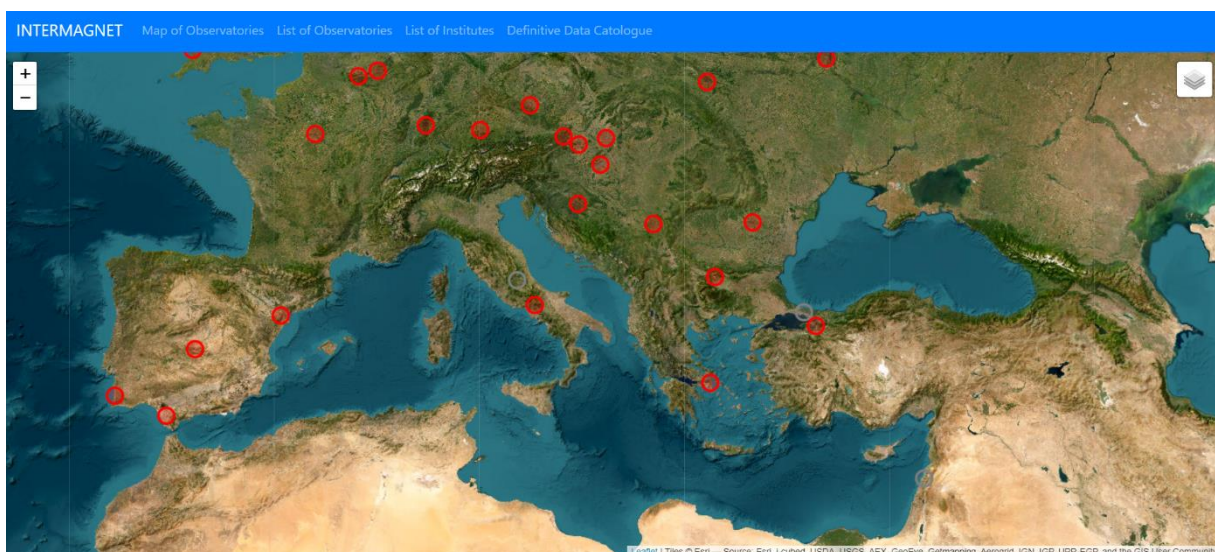 INTERMAGNET Map of Observatories List of Observatories List of Institutes Definitive Data Catologue
+
−
Leaflet | Tiles © Esri — Source: Esri, i-cubed, USDA, USGS, AEX, GeoEye, Getmapping, Aerogrid, IGN, IGP, UPR-EGP, and the GIS User Community